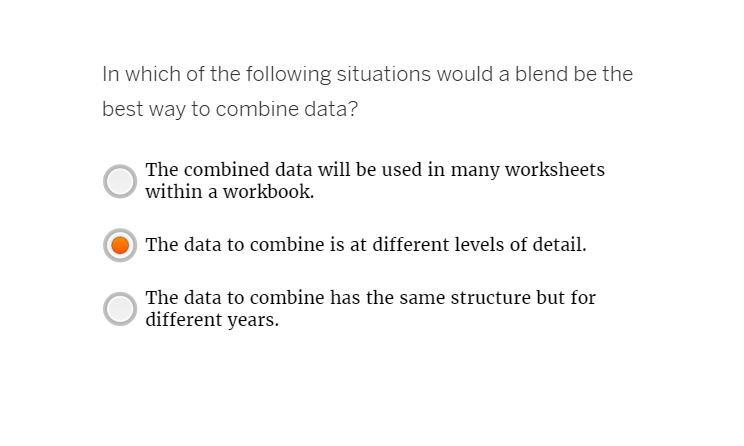 In which of the following situations would a blend be the
best way to combine data?
The combined data will be used in many worksheets
within a workbook.
The data to combine is at different levels of detail.
The data to combine has the same structure but for
different years.